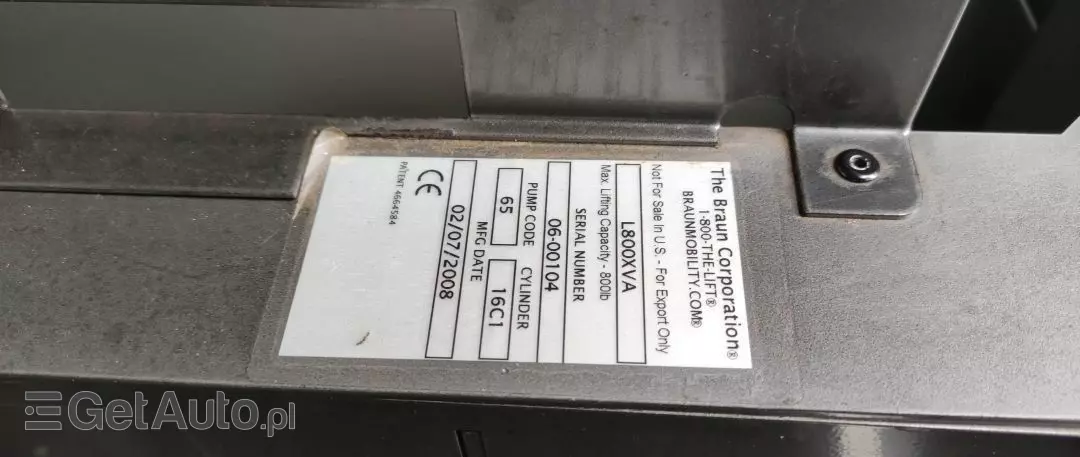 The Braun Corporation®
1-800-THE-LIFT®
BRAUNMOBILITY.COM®
Not For Sale In U.S. - For Export Only
L800XVA
Max. Lifting Capacity - 800lb
SERIAL NUMBER
06-00104
PUMP CODE CYLINDER
65 16C1
MFG DATE
02/07/2008
CE
PATENT 4664584
GetAuto.pl